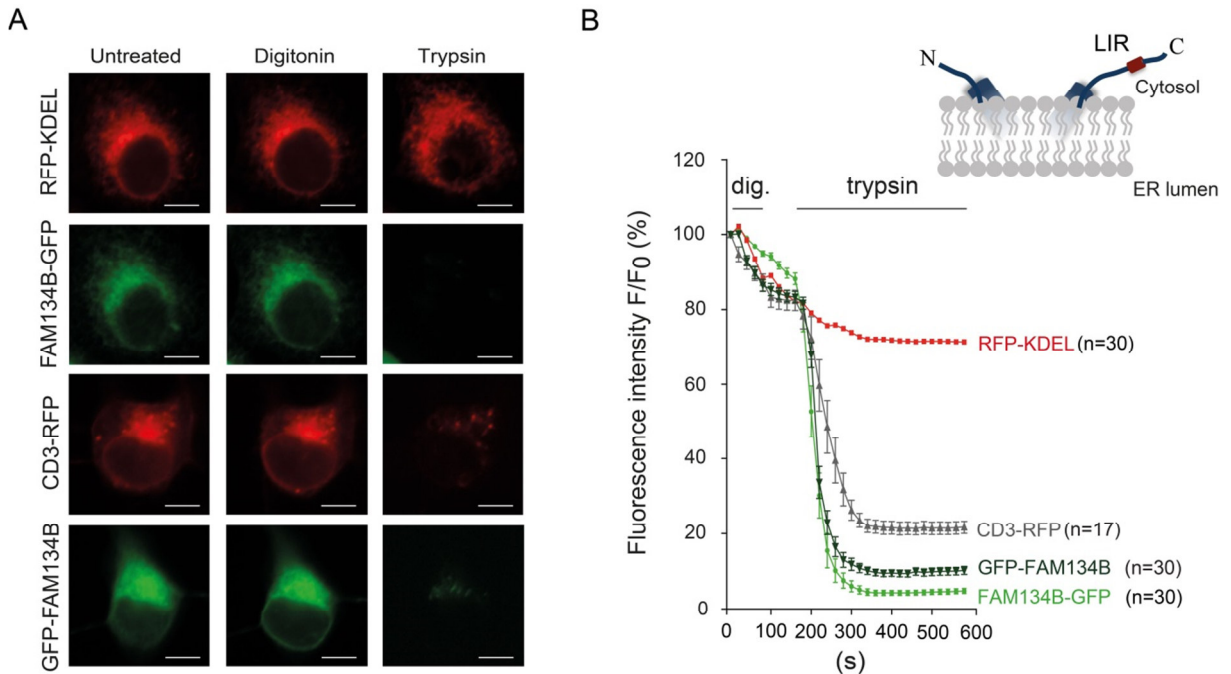 A
Untreated Digitonin Trypsin
RFP-KDEL
FAM134B-GFP
CD3-RFP
GFP-FAM134B
B
N
LIR
C
Cytosol
ER lumen
dig.
trypsin
Fluorescence intensity F/F0 (%)
120
100
80
60
40
20
0
RFP-KDEL (n=30)
CD3-RFP (n=17)
GFP-FAM134B (n=30)
FAM134B-GFP (n=30)
0 100 200 300 400 500 600
(s)